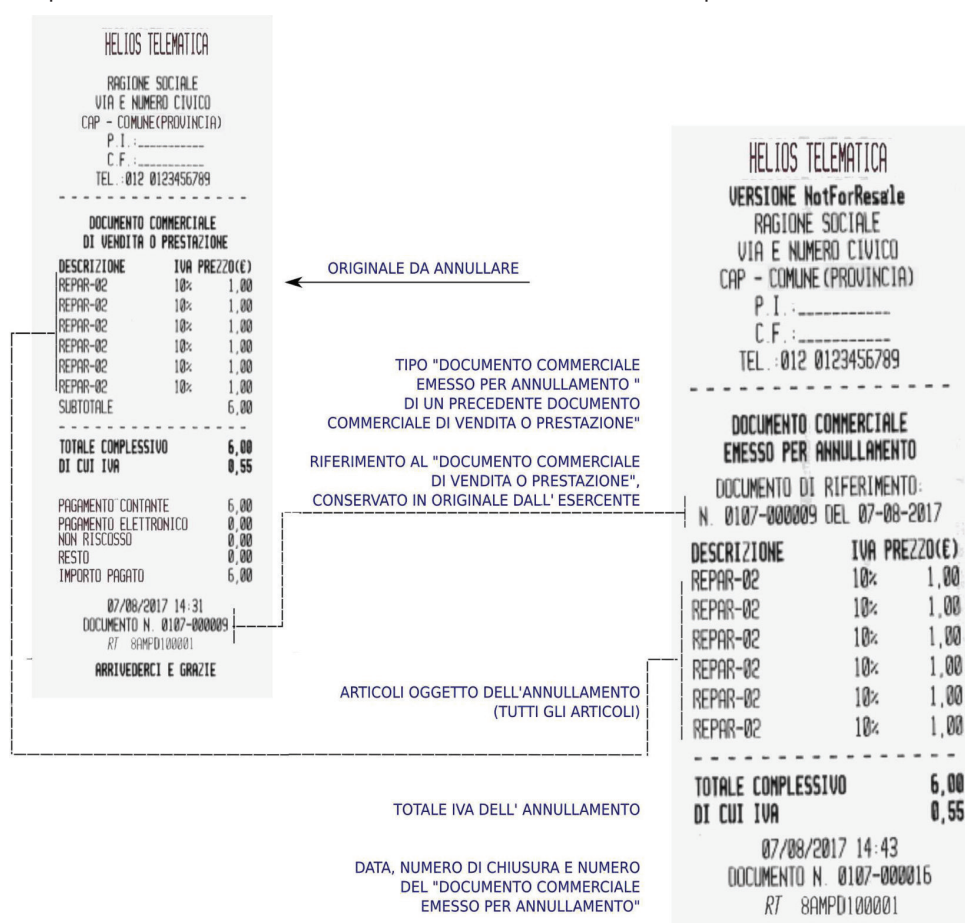 HELIOS TELEMATICA
RAGIONE SOCIALE
VIA E NUMERO CIVICO
CAP - COMUNE(PROVINCIA)
P.I.:__________
C.F.:__________
TEL.:012 0123456789
DOCUMENTO COMMERCIALE
DI VENDITA O PRESTAZIONE
DESCRIZIONE IVA PREZZO(€)
REPAR-02 10% 1,00
REPAR-02 10% 1,00
REPAR-02 10% 1,00
REPAR-02 10% 1,00
REPAR-02 10% 1,00
REPAR-02 10% 1,00
SUBTOTALE 6,00
TOTALE COMPLESSIVO 6,00
DI CUI IVA 0,55
PAGAMENTO CONTANTE 6,00
PAGAMENTO ELETTRONICO 0,00
NON RISCOSSO 0,00
RESTO 0,00
IMPORTO PAGATO 6,00
07/08/2017 14:31
DOCUMENTO N. 0107-000009
RT 8AMPD100001
ARRIVEDERCI E GRAZIE
ORIGINALE DA ANNULLARE
TIPO "DOCUMENTO COMMERCIALE
EMESSO PER ANNULLAMENTO "
DI UN PRECEDENTE DOCUMENTO
COMMERCIALE DI VENDITA O PRESTAZIONE"
RIFERIMENTO AL "DOCUMENTO COMMERCIALE
DI VENDITA O PRESTAZIONE",
CONSERVATO IN ORIGINALE DALL' ESERCENTE
ARTICOLI OGGETTO DELL'ANNULLAMENTO
(TUTTI GLI ARTICOLI)
TOTALE IVA DELL' ANNULLAMENTO
DATA, NUMERO DI CHIUSURA E NUMERO
DEL "DOCUMENTO COMMERCIALE
EMESSO PER ANNULLAMENTO"
HELIOS TELEMATICA
VERSIONE NotForResale
RAGIONE SOCIALE
VIA E NUMERO CIVICO
CAP - COMUNE(PROVINCIA)
P.I.:__________
C.F.:__________
TEL.:012 0123456789
DOCUMENTO COMMERCIALE
EMESSO PER ANNULLAMENTO
DOCUMENTO DI RIFERIMENTO:
N. 0107-000009 DEL 07-08-2017
DESCRIZIONE IVA PREZZO(€)
REPAR-02 10% 1,00
REPAR-02 10% 1,00
REPAR-02 10% 1,00
REPAR-02 10% 1,00
REPAR-02 10% 1,00
REPAR-02 10% 1,00
TOTALE COMPLESSIVO 6,00
DI CUI IVA 0,55
07/08/2017 14:43
DOCUMENTO N. 0107-000016
RT 8AMPD100001